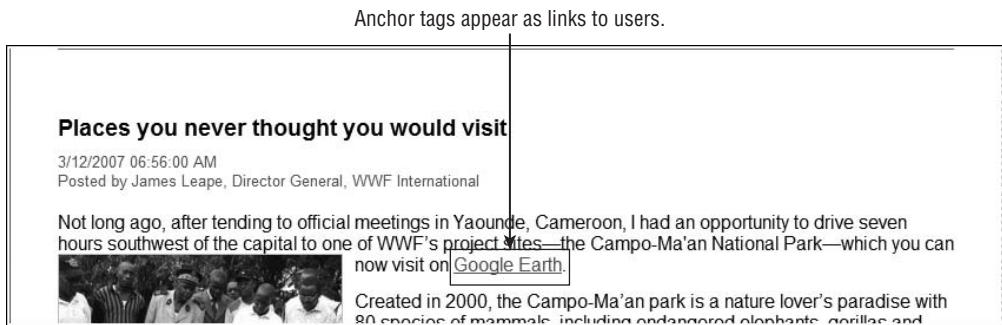 Anchor tags appear as links to users.
Places you never thought you would visit
3/12/2007 06:56:00 AM
Posted by James Leape, Director General, WWF International
Not long ago, after tending to official meetings in Yaounde, Cameroon, I had an opportunity to drive seven
hours southwest of the capital to one of WWF's project sites—the Campo-Ma'an National Park—which you can
now visit on Google Earth.
Created in 2000, the Campo-Ma'an park is a nature lover's paradise with
80 species of mammals, including endangered elephants, gorillas and